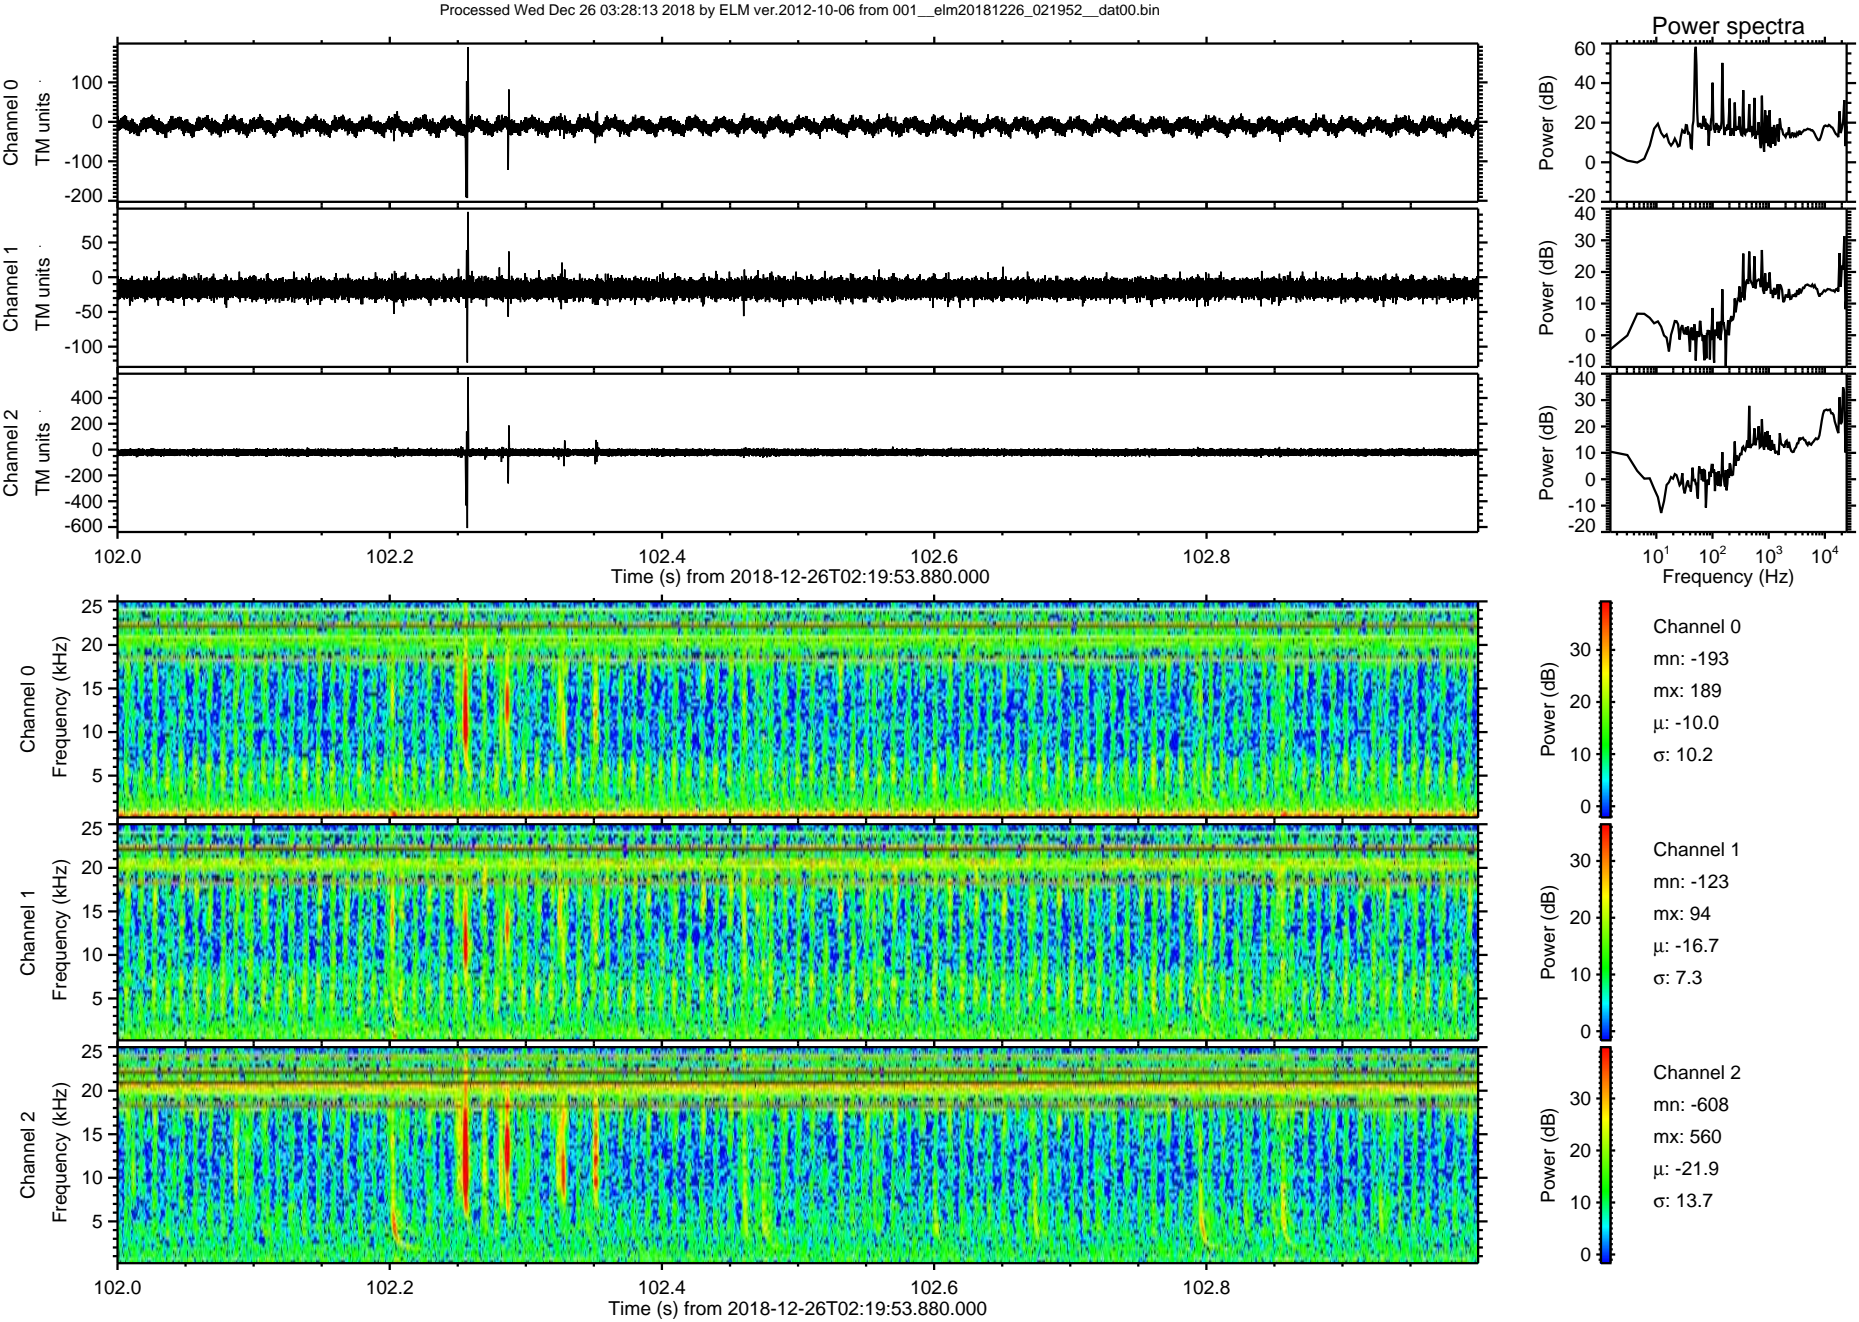 Processed Wed Dec 26 03:28:13 2018 by ELM ver.2012-10-06 from 001__elm20181226_021952__dat00.bin
Power spectra
Channel 0
TM units
100
0
-100
-200
Power (dB)
60
40
20
0
-20
Channel 1
TM units
50
0
-50
-100
Power (dB)
40
30
20
10
0
-10
Channel 2
TM units
400
200
0
-200
-400
-600
Power (dB)
40
30
20
10
0
-10
-20
102.0 102.2 102.4 102.6 102.8
Time (s) from 2018-12-26T02:19:53.880.000
10^1 10^2 10^3 10^4
Frequency (Hz)
Channel 0
Frequency (kHz)
25
20
15
10
5
Power (dB)
30
20
10
0
Channel 0
mn: -193
mx: 189
μ: -10.0
σ: 10.2
Channel 1
Frequency (kHz)
25
20
15
10
5
Power (dB)
30
20
10
0
Channel 1
mn: -123
mx: 94
μ: -16.7
σ: 7.3
Channel 2
Frequency (kHz)
25
20
15
10
5
Power (dB)
30
20
10
0
Channel 2
mn: -608
mx: 560
μ: -21.9
σ: 13.7
102.0 102.2 102.4 102.6 102.8
Time (s) from 2018-12-26T02:19:53.880.000